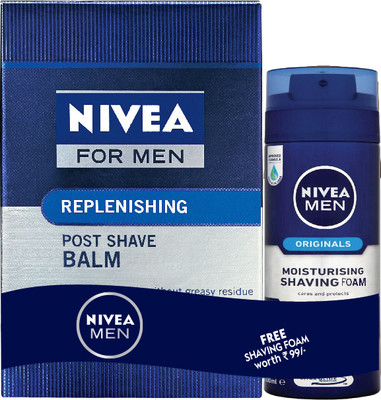 NIVEA
FOR MEN
REPLENISHING
POST SHAVE
BALM
without greasy residue
NIVEA
MEN
ORIGINALS
MOISTURISING
SHAVING FOAM
cares and protects
NIVEA
MEN
FREE
SHAVING FOAM
worth ₹ 99/-